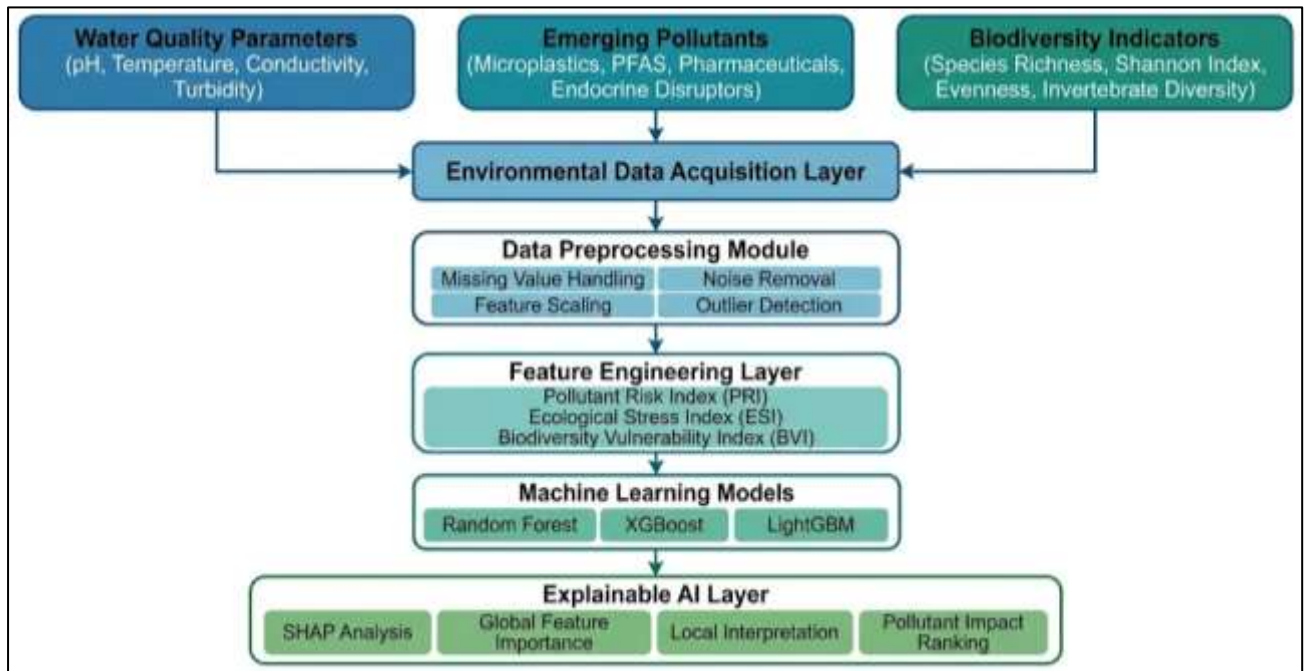 Water Quality Parameters
(pH, Temperature, Conductivity,
Turbidity)
Emerging Pollutants
(Microplastics, PFAS, Pharmaceuticals,
Endocrine Disruptors)
Biodiversity Indicators
(Species Richness, Shannon Index,
Evenness, Invertebrate Diversity)
Environmental Data Acquisition Layer
Data Preprocessing Module
Missing Value Handling
Noise Removal
Feature Scaling
Outlier Detection
Feature Engineering Layer
Pollutant Risk Index (PRI)
Ecological Stress Index (ESI)
Biodiversity Vulnerability Index (BVI)
Machine Learning Models
Random Forest
XGBoost
LightGBM
Explainable AI Layer
SHAP Analysis
Global Feature
Importance
Local Interpretation
Pollutant Impact
Ranking